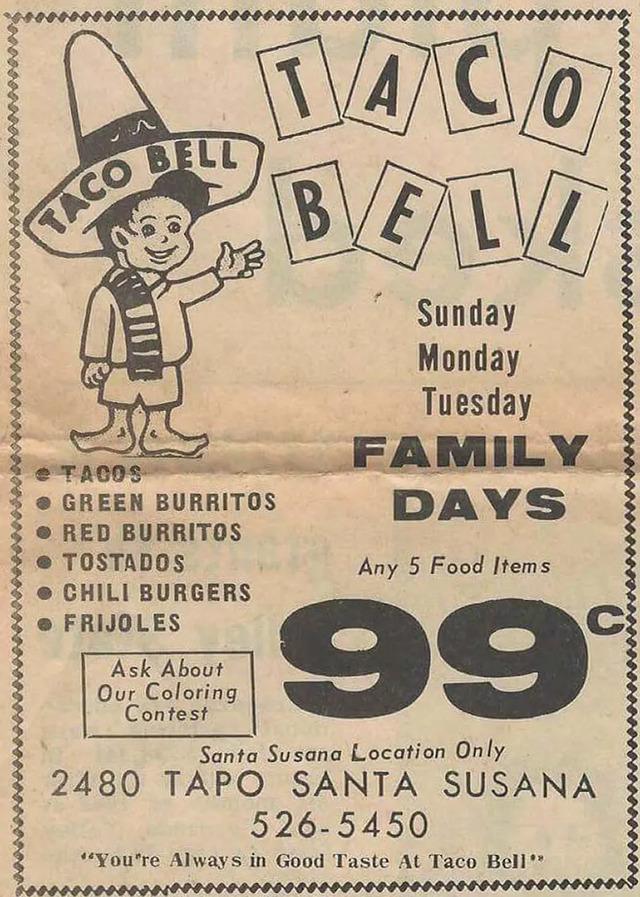 TACO BELL
TACO
BELL
Sunday
Monday
Tuesday
FAMILY
DAYS
• TACOS
• GREEN BURRITOS
• RED BURRITOS
• TOSTADOS
• CHILI BURGERS
• FRIJOLES
Any 5 Food Items
99c
Ask About
Our Coloring
Contest
Santa Susana Location Only
2480 TAPO SANTA SUSANA
526-5450
"You're Always in Good Taste At Taco Bell"